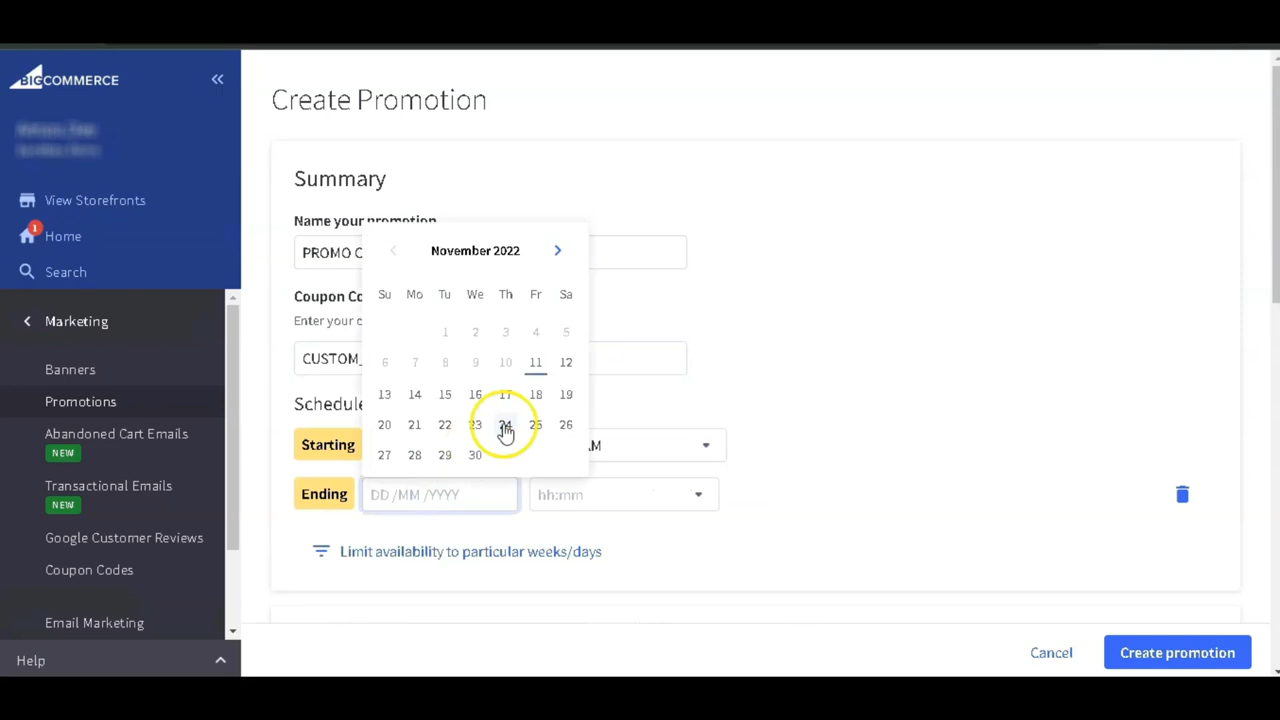 BIGCOMMERCE
Create Promotion
View Storefronts
1
Home
Search
Marketing
Banners
Promotions
Abandoned Cart Emails
NEW
Transactional Emails
NEW
Google Customer Reviews
Coupon Codes
Email Marketing
Help
Summary
Name your promotion
PROMO
Coupon
Enter your
CUSTOM_
Schedule
November 2022
Su Mo Tu We Th Fr Sa
1 2 3 4 5
6 7 8 9 10 11 12
13 14 15 16 17 18 19
20 21 22 23 24 25 26
27 28 29 30
Starting
AM
Ending DD /MM /YYYY hh:mm
Limit availability to particular weeks/days
Cancel Create promotion